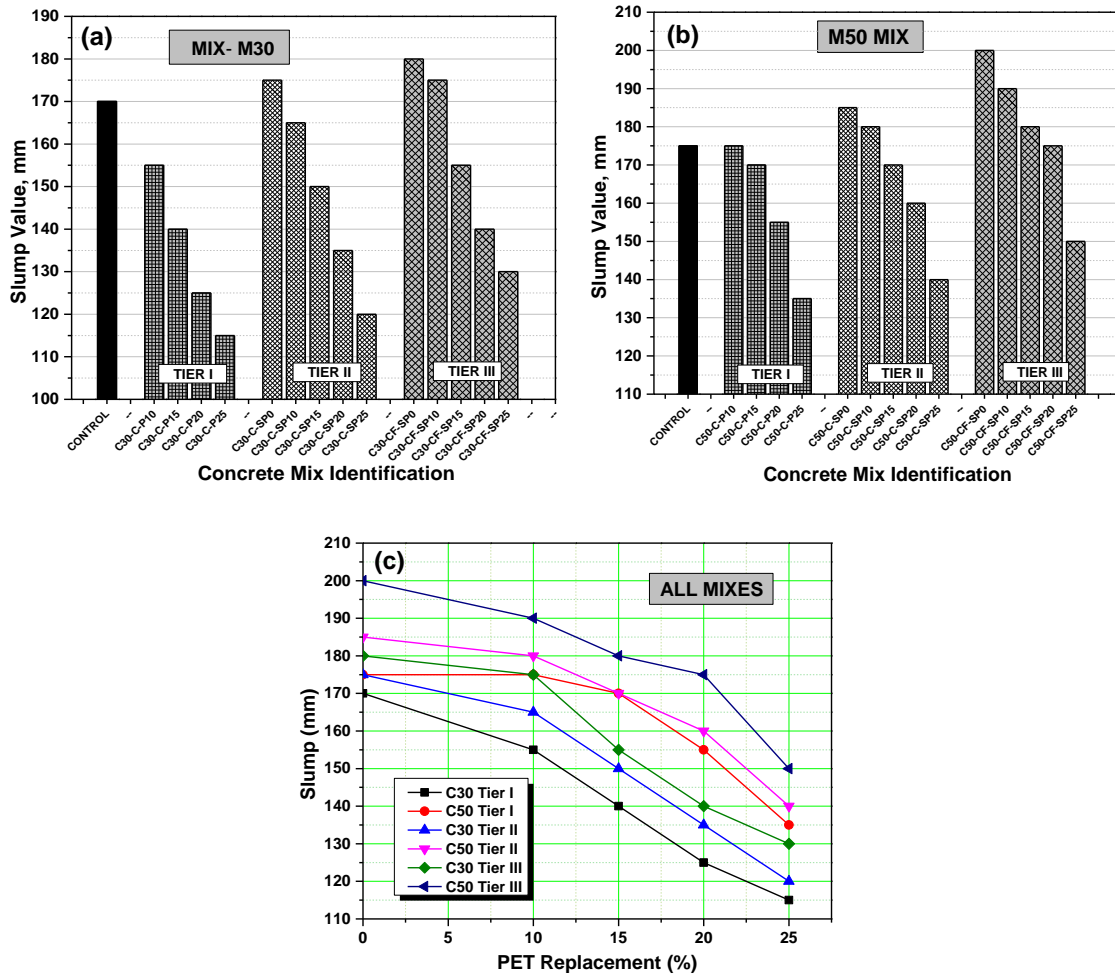 (a)
MIX- M30
190
180
170
160
150
140
130
120
110
100
Slump Value, mm
TIER I
TIER II
TIER III
CONTROL
--
C30-C-P10
C30-C-P15
C30-C-P20
C30-C-P25
--
C30-C-SP0
C30-C-SP10
C30-C-SP15
C30-C-SP20
C30-C-SP25
--
C30-CF-SP0
C30-CF-SP10
C30-CF-SP15
C30-CF-SP20
C30-CF-SP25
--
--
Concrete Mix Identification
(b)
M50 MIX
210
200
190
180
170
160
150
140
130
120
110
Slump Value, mm
TIER I
TIER II
TIER III
CONTROL
--
C50-C-P10
C50-C-P15
C50-C-P20
C50-C-P25
--
C50-C-SP0
C50-C-SP10
C50-C-SP15
C50-C-SP20
C50-C-SP25
--
C50-CF-SP0
C50-CF-SP10
C50-CF-SP15
C50-CF-SP20
C50-CF-SP25
--
Concrete Mix Identification
(c)
ALL MIXES
210
200
190
180
170
160
150
140
130
120
110
Slump (mm)
C30 Tier I
C50 Tier I
C30 Tier II
C50 Tier II
C30 Tier III
C50 Tier III
0 5 10 15 20 25
PET Replacement (%)